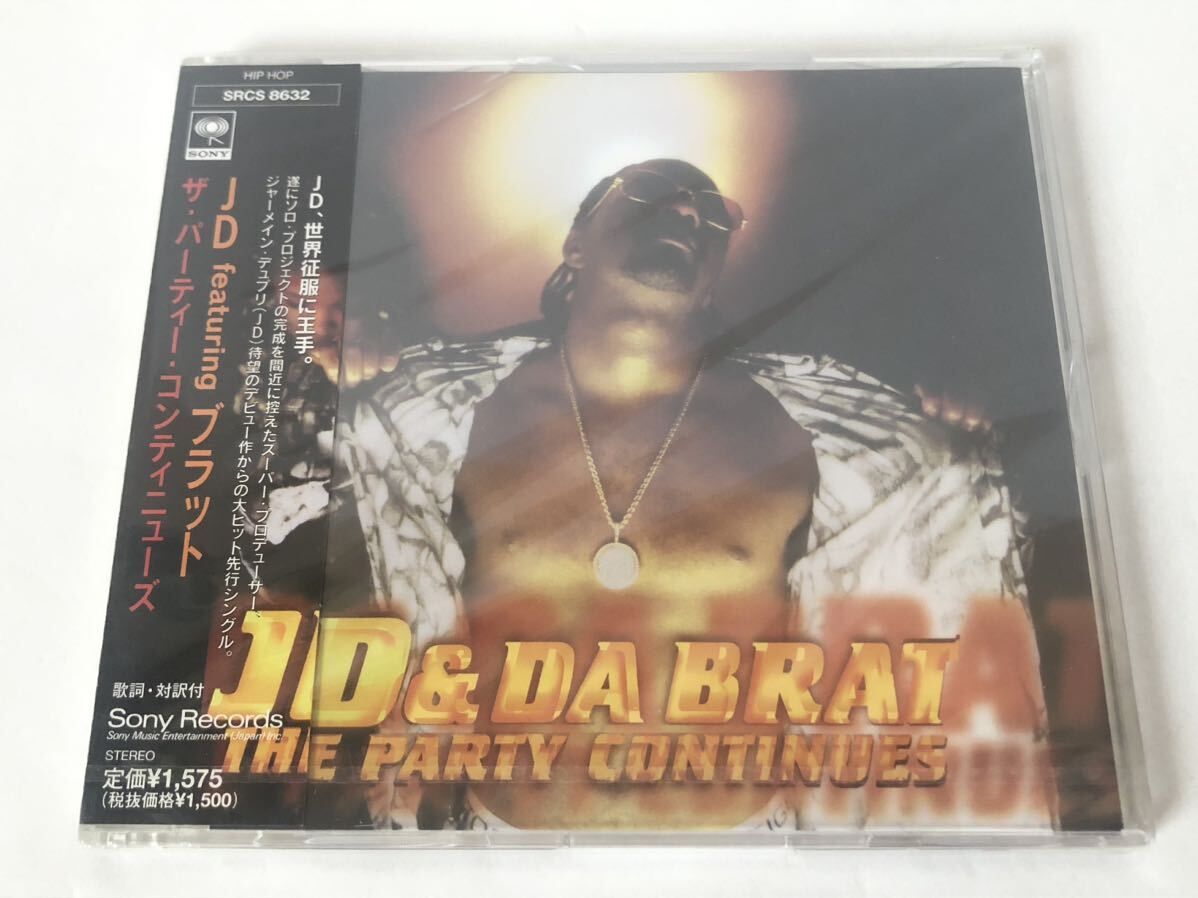 HIP HOP
SRCS 8632
SONY
JD featuring ブラット
ザ・パーティー・コンティニューズ
JD、世界征服に王手。
遂にソロ・プロジェクトの完成を間近に控えたスーパー・プロデューサー、
ジャーメイン・デュプリ(JD)待望のデビュー作からの大ヒット先行シングル。
歌詞・対訳付
Sony Records
Sony Music Entertainment (Japan) Inc.
STEREO
定価¥1,575
(税抜価格¥1,500)
JD & DA BRAT
THE PARTY CONTINUES